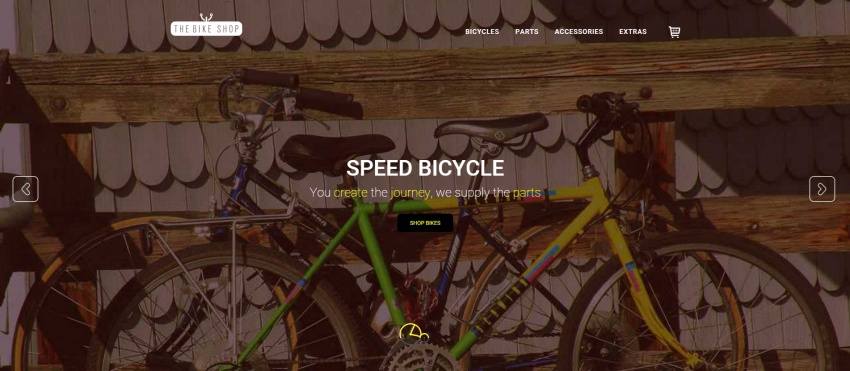 THE BIKE SHOP
BICYCLES PARTS ACCESSORIES EXTRAS
SPEED BICYCLE
You create the journey, we supply the parts
SHOP BIKES